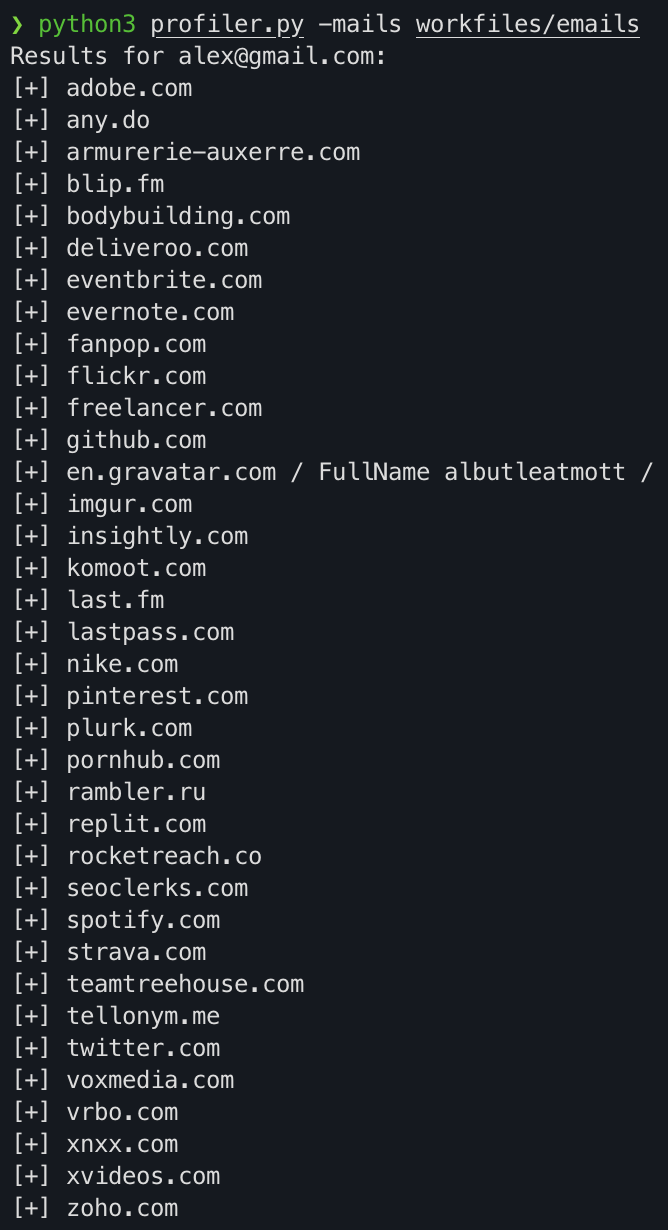 ❯ python3 profiler.py -mails workfiles/emails
Results for alex@gmail.com:
[+] adobe.com
[+] any.do
[+] armurerie-auxerre.com
[+] blip.fm
[+] bodybuilding.com
[+] deliveroo.com
[+] eventbrite.com
[+] evernote.com
[+] fanpop.com
[+] flickr.com
[+] freelancer.com
[+] github.com
[+] en.gravatar.com / FullName albutleatmott /
[+] imgur.com
[+] insightly.com
[+] komoot.com
[+] last.fm
[+] lastpass.com
[+] nike.com
[+] pinterest.com
[+] plurk.com
[+] pornhub.com
[+] rambler.ru
[+] replit.com
[+] rocketreach.co
[+] seoclerks.com
[+] spotify.com
[+] strava.com
[+] teamtreehouse.com
[+] tellonym.me
[+] twitter.com
[+] voxmedia.com
[+] vrbo.com
[+] xnxx.com
[+] xvideos.com
[+] zoho.com